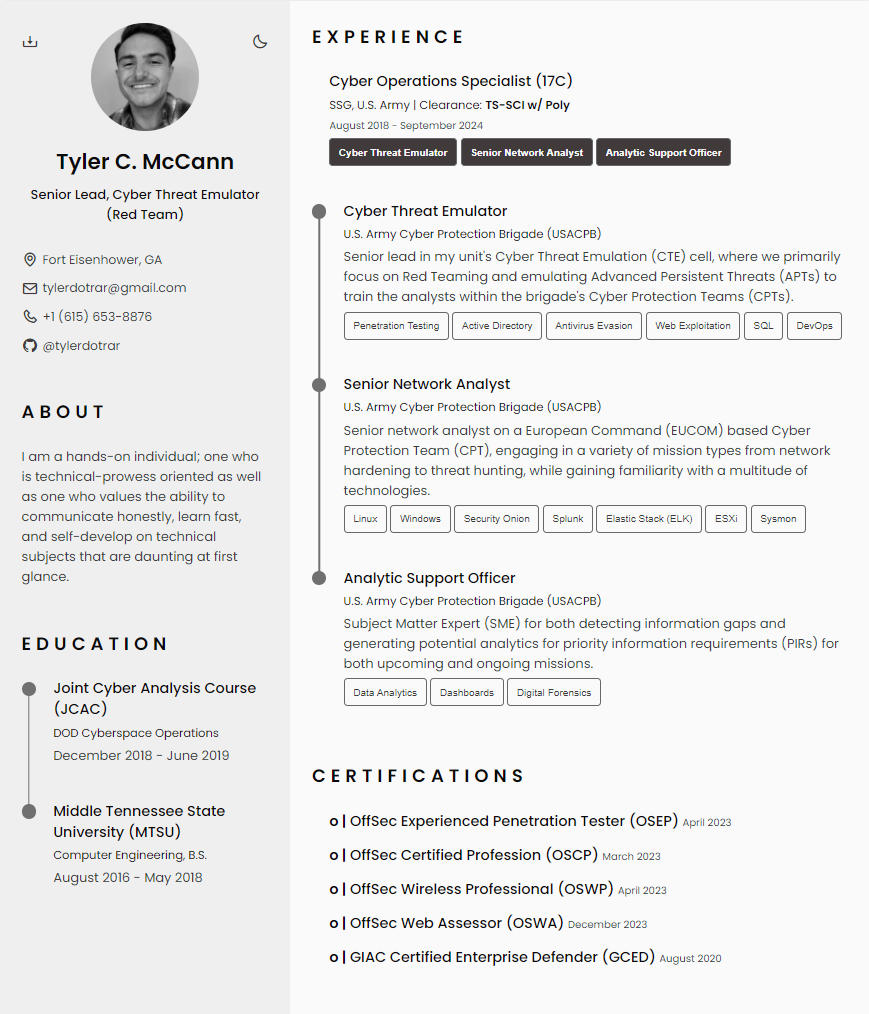 Tyler C. McCann
Senior Lead, Cyber Threat Emulator
(Red Team)
Fort Eisenhower, GA
tylerdotrar@gmail.com
+1 (615) 653-8876
@tylerdotrar
ABOUT
I am a hands-on individual; one who
is technical-prowess oriented as well
as one who values the ability to
communicate honestly, learn fast,
and self-develop on technical
subjects that are daunting at first
glance.
EDUCATION
Joint Cyber Analysis Course
(JCAC)
DOD Cyberspace Operations
December 2018 - June 2019
Middle Tennessee State
University (MTSU)
Computer Engineering, B.S.
August 2016 - May 2018
EXPERIENCE
Cyber Operations Specialist (17C)
SSG, U.S. Army | Clearance: TS-SCI w/ Poly
August 2018 - September 2024
Cyber Threat Emulator Senior Network Analyst Analytic Support Officer
Cyber Threat Emulator
U.S. Army Cyber Protection Brigade (USACPB)
Senior lead in my unit's Cyber Threat Emulation (CTE) cell, where we primarily
focus on Red Teaming and emulating Advanced Persistent Threats (APTs) to
train the analysts within the brigade's Cyber Protection Teams (CPTs).
Penetration Testing Active Directory Antivirus Evasion Web Exploitation SQL DevOps
Senior Network Analyst
U.S. Army Cyber Protection Brigade (USACPB)
Senior network analyst on a European Command (EUCOM) based Cyber
Protection Team (CPT), engaging in a variety of mission types from network
hardening to threat hunting, while gaining familiarity with a multitude of
technologies.
Linux Windows Security Onion Splunk Elastic Stack (ELK) ESXi Sysmon
Analytic Support Officer
U.S. Army Cyber Protection Brigade (USACPB)
Subject Matter Expert (SME) for both detecting information gaps and
generating potential analytics for priority information requirements (PIRs) for
both upcoming and ongoing missions.
Data Analytics Dashboards Digital Forensics
CERTIFICATIONS
o | OffSec Experienced Penetration Tester (OSEP) April 2023
o | OffSec Certified Profession (OSCP) March 2023
o | OffSec Wireless Professional (OSWP) April 2023
o | OffSec Web Assessor (OSWA) December 2023
o | GIAC Certified Enterprise Defender (GCED) August 2020